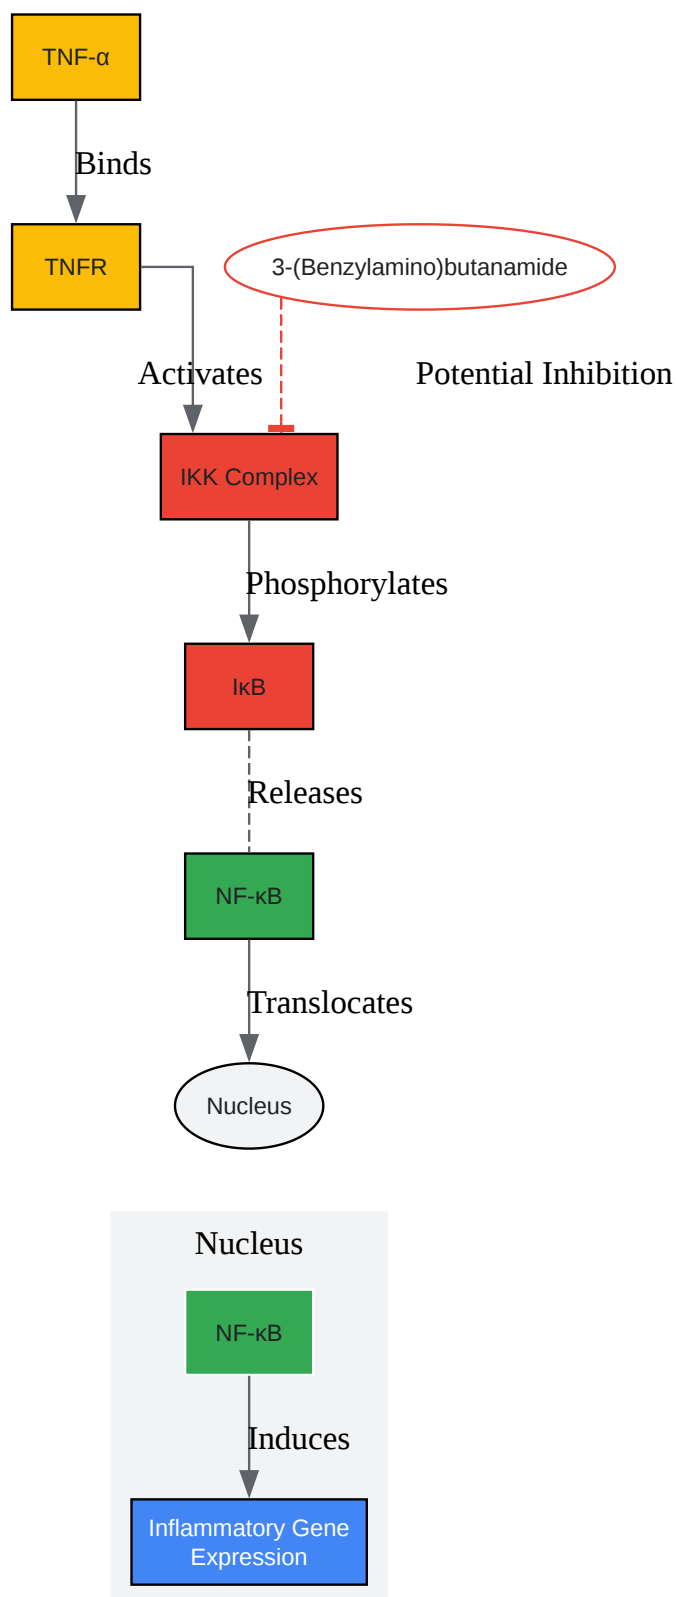 TNF-α
Binds
TNFR
3-(Benzylamino)butanamide
Activates
Potential Inhibition
IKK Complex
Phosphorylates
IκB
Releases
NF-κB
Translocates
Nucleus
Nucleus
NF-κB
Induces
Inflammatory Gene
Expression